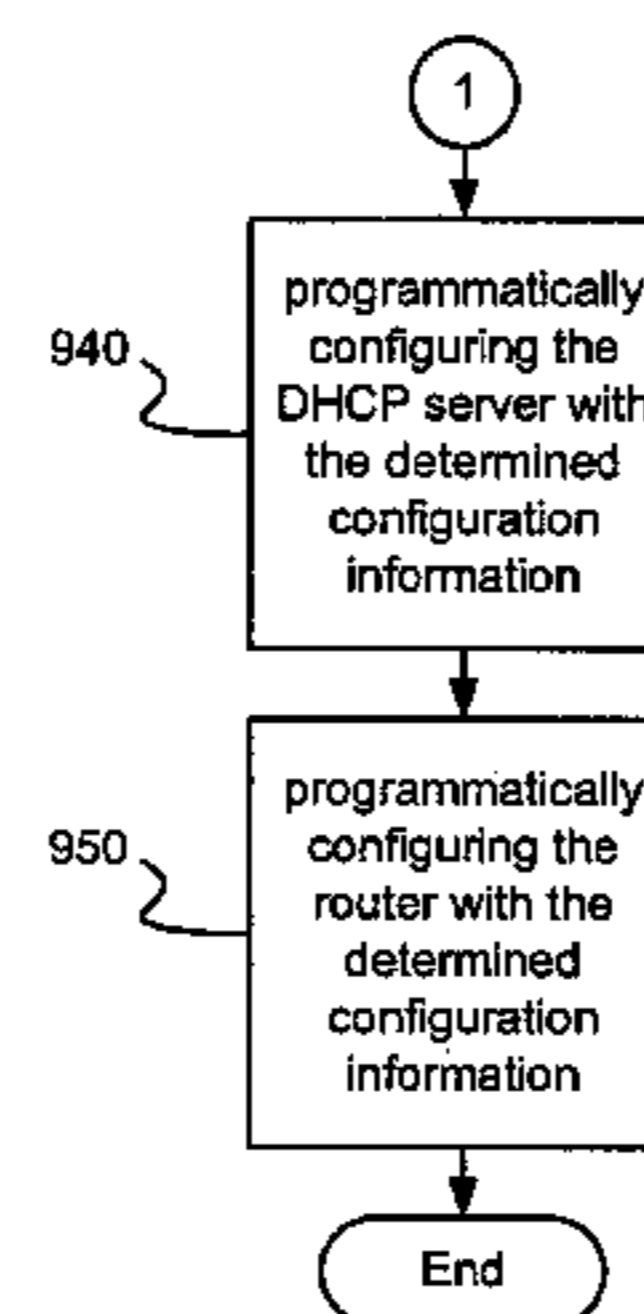 1
940
programmatically
configuring the
DHCP server with
the determined
configuration
information
950
programmatically
configuring the
router with the
determined
configuration
information
End